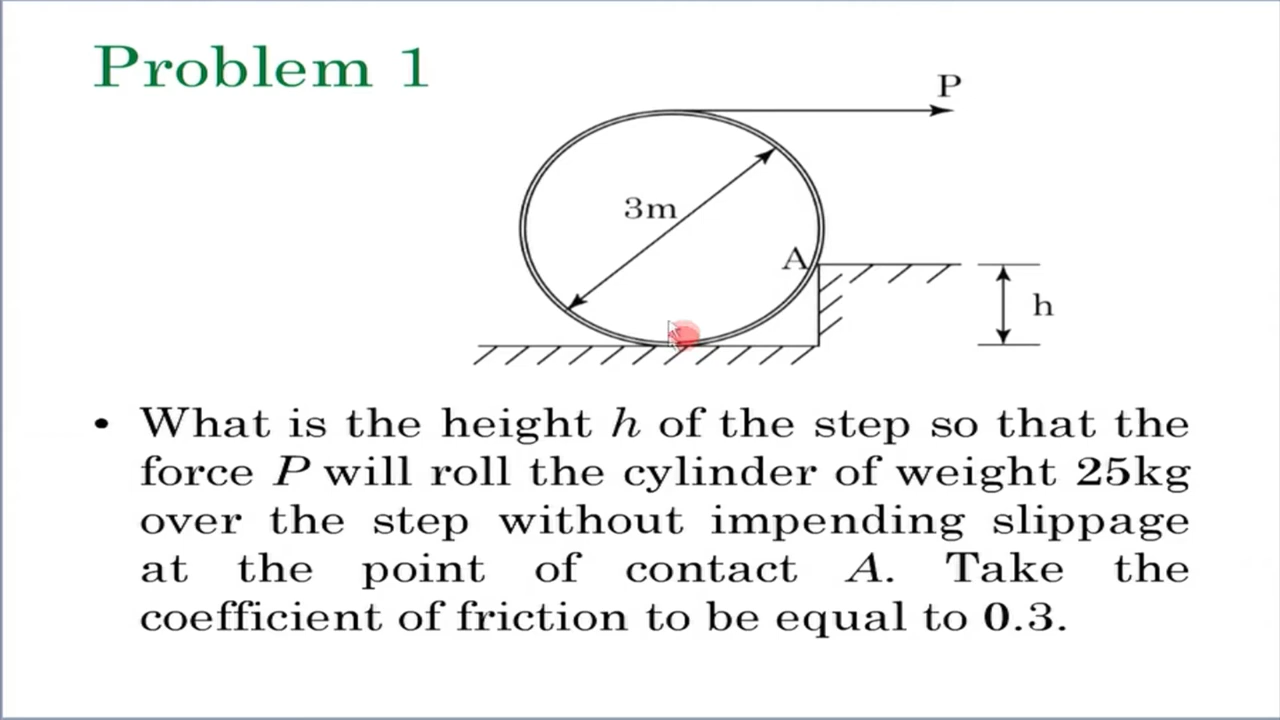 Problem 1
P
3m
A
h
• What is the height h of the step so that the
force P will roll the cylinder of weight 25kg
over the step without impending slippage
at the point of contact A. Take the
coefficient of friction to be equal to 0.3.